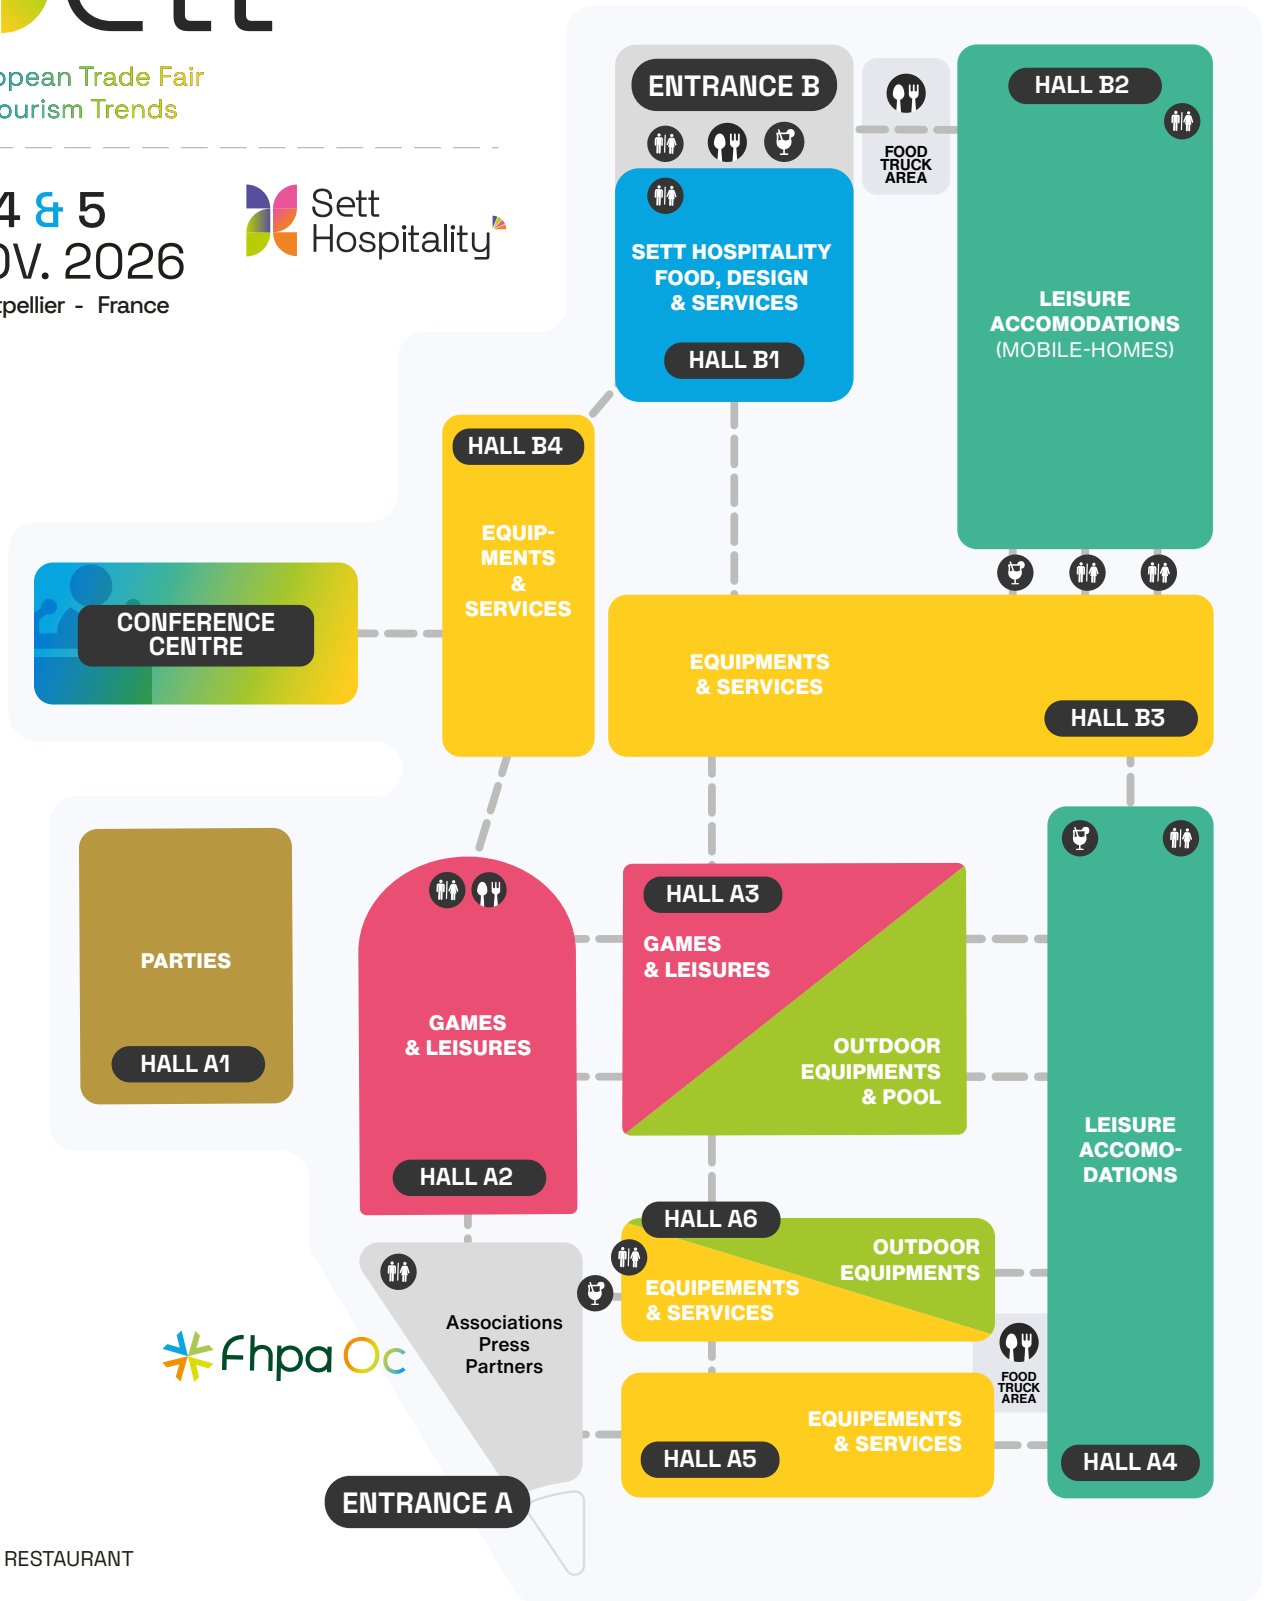 opean Trade Fair
ourism Trends
4 & 5
OV. 2026
tpellier - France
Sett
Hospitality
ENTRANCE B
FOOD
TRUCK
AREA
HALL B2
LEISURE
ACCOMODATIONS
(MOBILE-HOMES)
SETT HOSPITALITY
FOOD, DESIGN
& SERVICES
HALL B1
HALL B4
EQUIP-
MENTS
&
SERVICES
CONFERENCE
CENTRE
EQUIPMENTS
& SERVICES
HALL B3
PARTIES
HALL A1
GAMES
& LEISURES
HALL A2
HALL A3
GAMES
& LEISURES
OUTDOOR
EQUIPMENTS
& POOL
LEISURE
ACCOMO-
DATIONS
HALL A4
HALL A6
OUTDOOR
EQUIPMENTS
EQUIPEMENTS
& SERVICES
Associations
Press
Partners
fhpa Oc
FOOD
TRUCK
AREA
EQUIPEMENTS
& SERVICES
HALL A5
ENTRANCE A
RESTAURANT